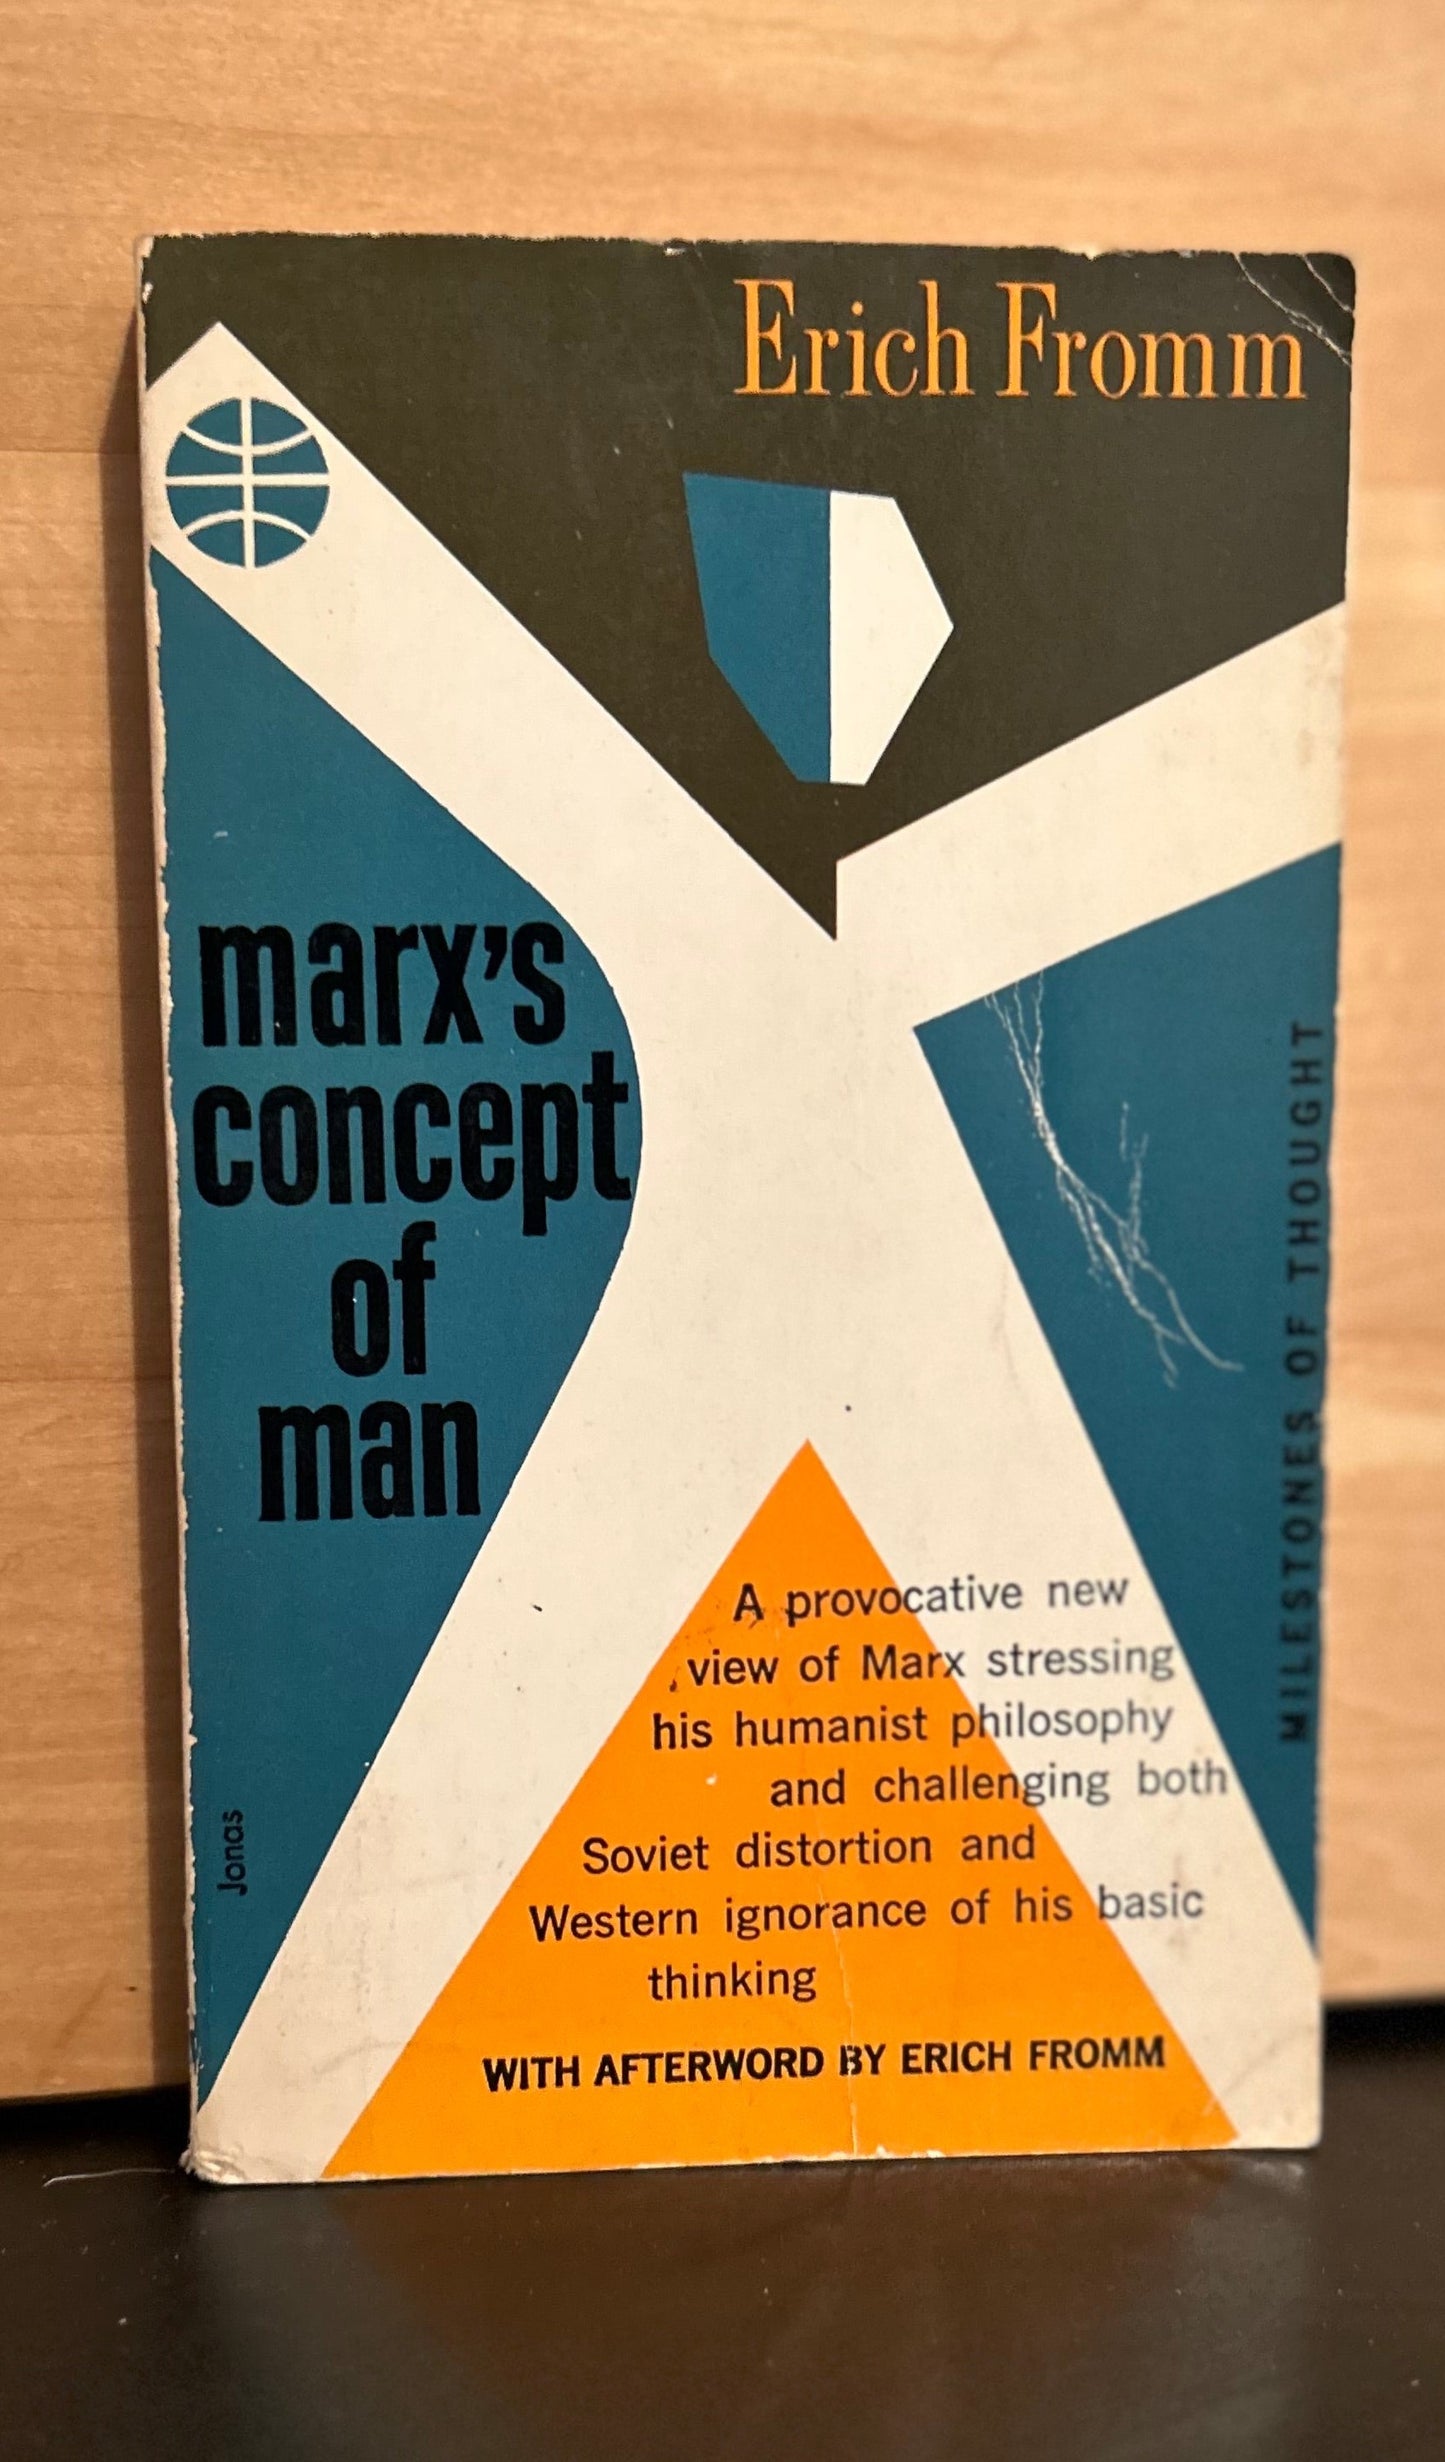 Erich Fromm
marx's
concept
of
man
A provocative new
view of Marx stressing
his humanist philosophy
and challenging both
Soviet distortion and
Western ignorance of his basic
thinking
WITH AFTERWORD BY ERICH FROMM
MILESTONES OF THOUGHT
Jonas